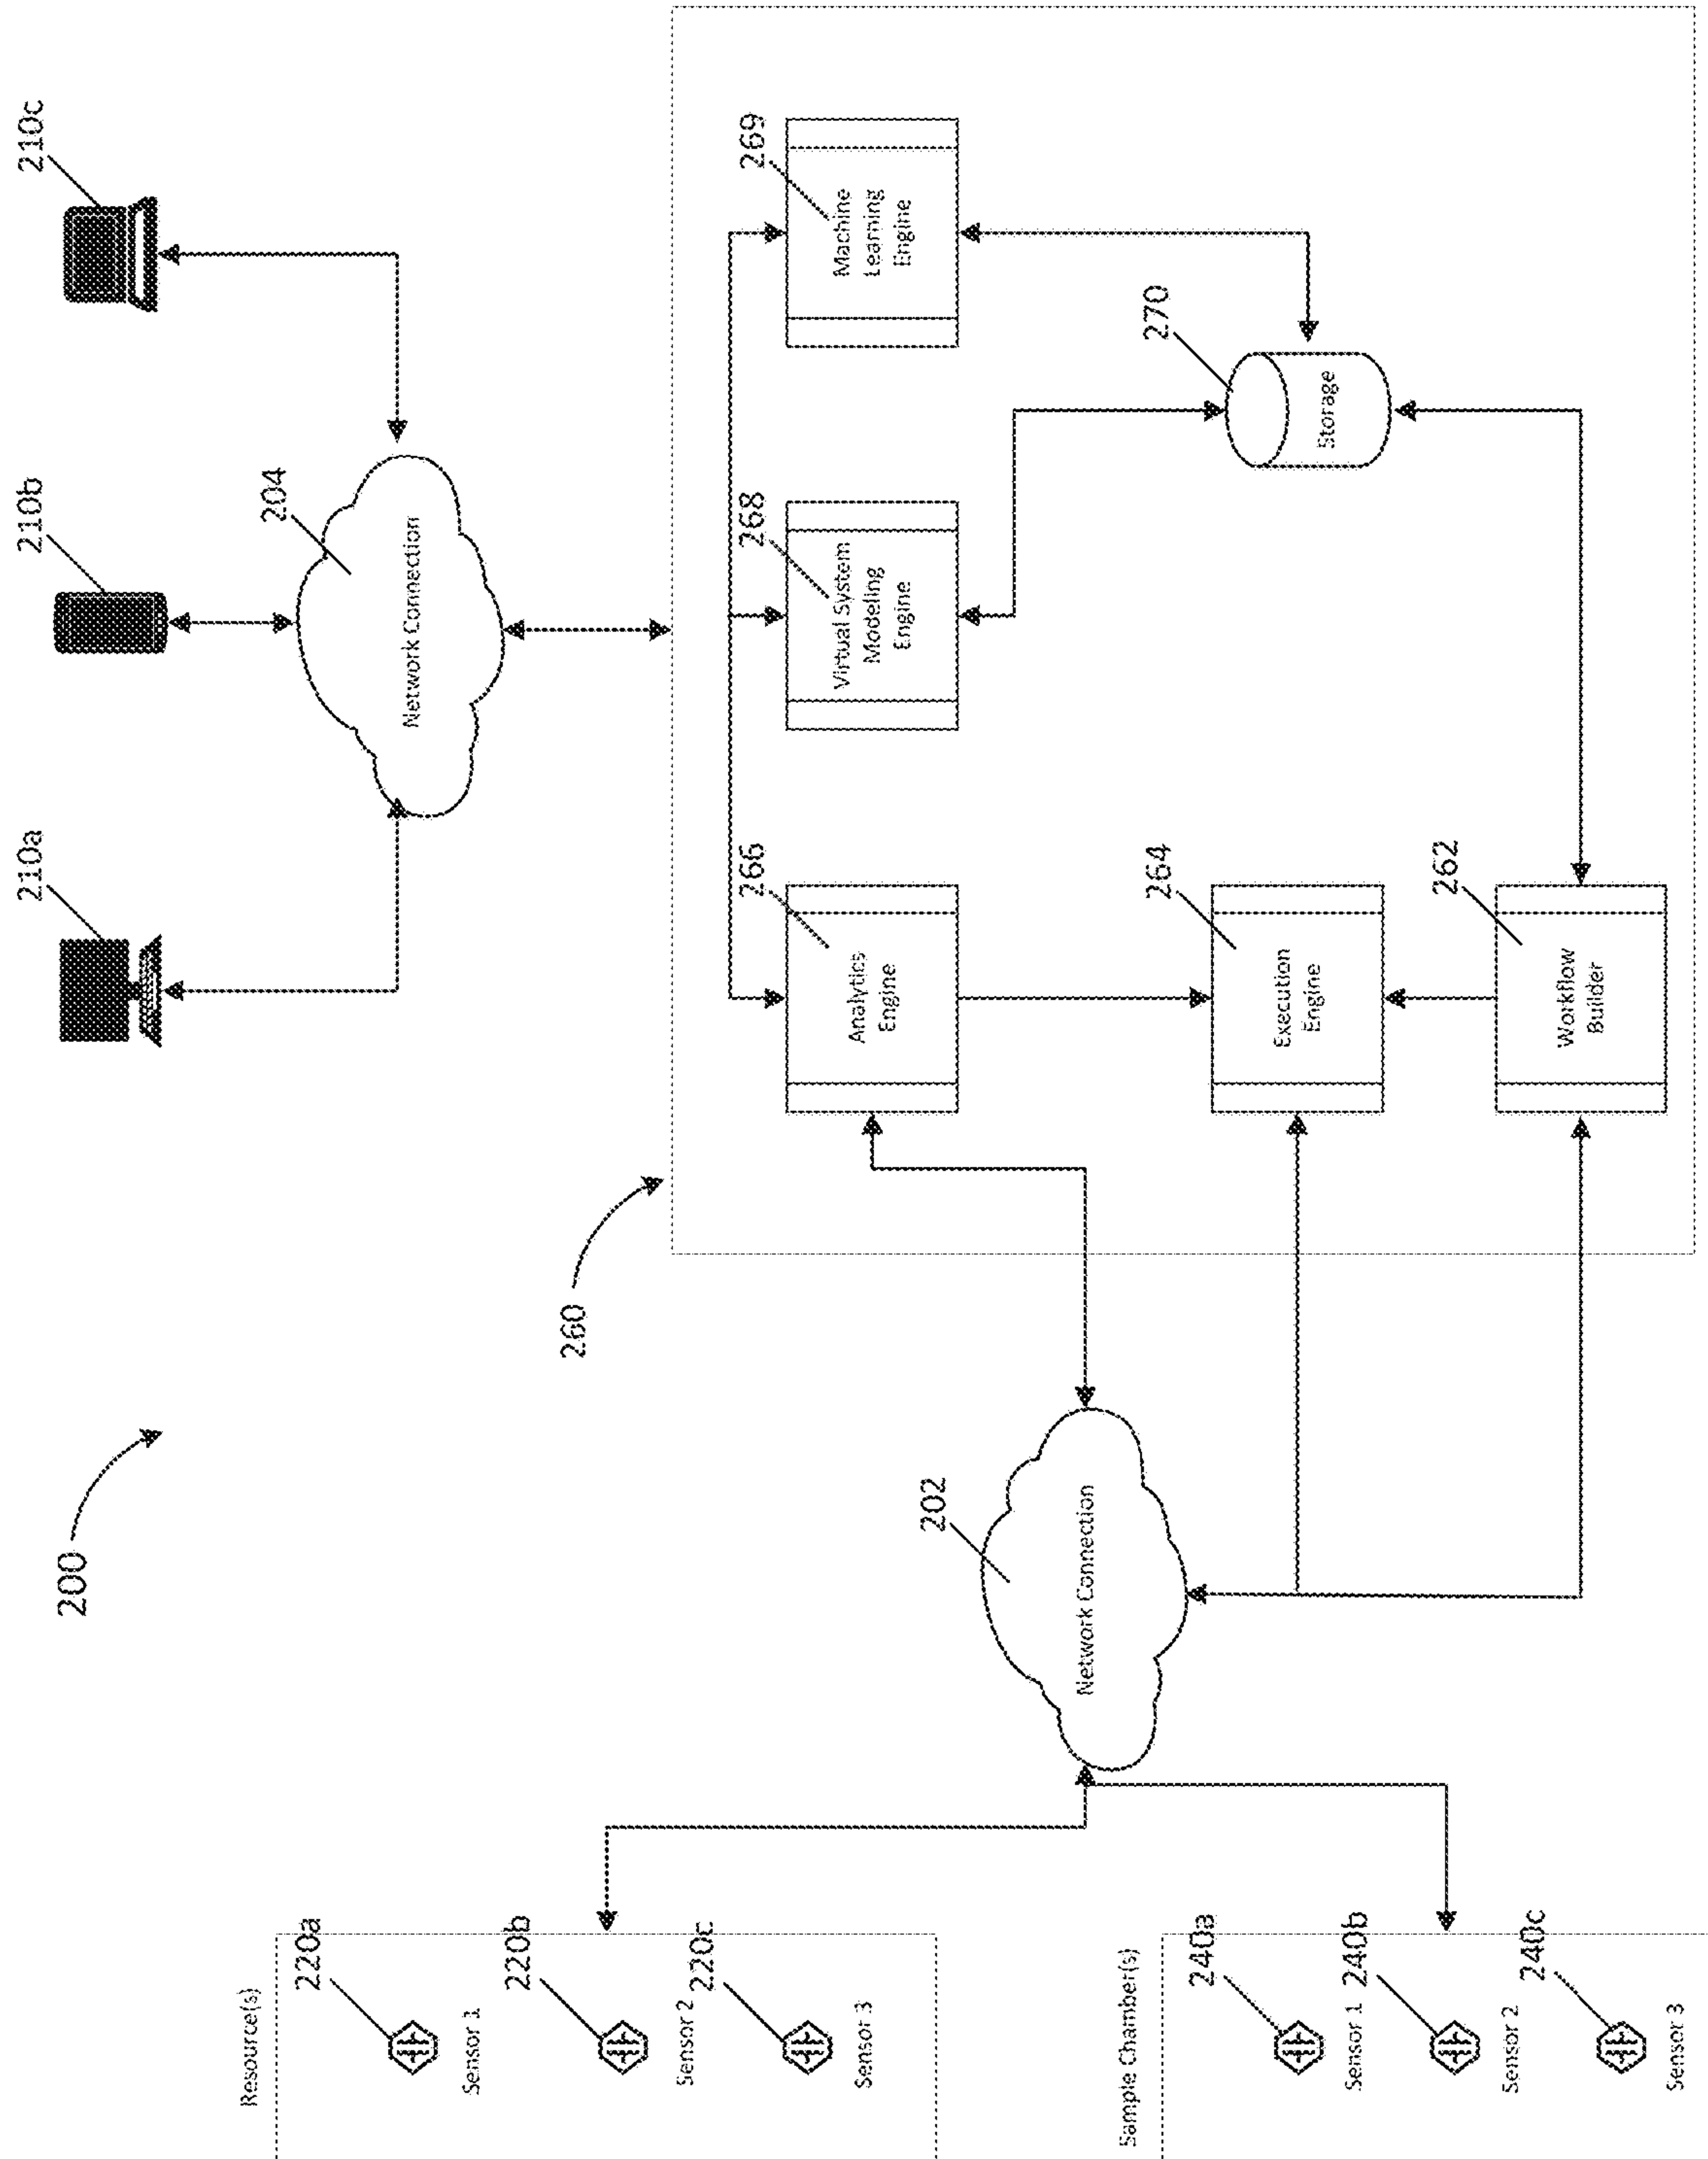 200
210a
210b
210c
204
Network Connection
260
Resource(s)
220a
Sensor 1
220b
Sensor 2
220c
Sensor 3
202
Network Connection
266
Analytics
Engine
268
Virtual System
Modeling
Engine
269
Machine
Learning
Engine
264
Execution
Engine
270
Storage
262
Workflow
Builder
Sample Chamber(s)
240a
Sensor 1
240b
Sensor 2
240c
Sensor 3